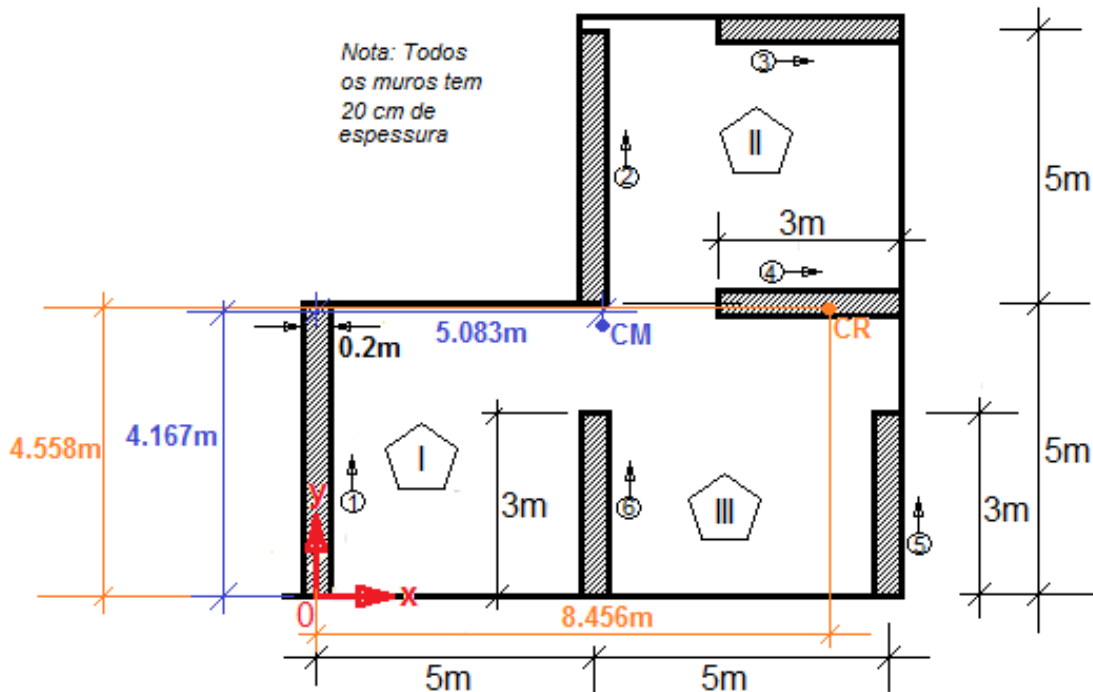 Nota: Todos
os muros tem
20 cm de
espessura
3
II
2
5m
3m
4
CR
5.083m
CM
0.2m
4.558m
4.167m
I
1
y
3m
6
III
5
3m
5m
0
x
8.456m
5m
5m